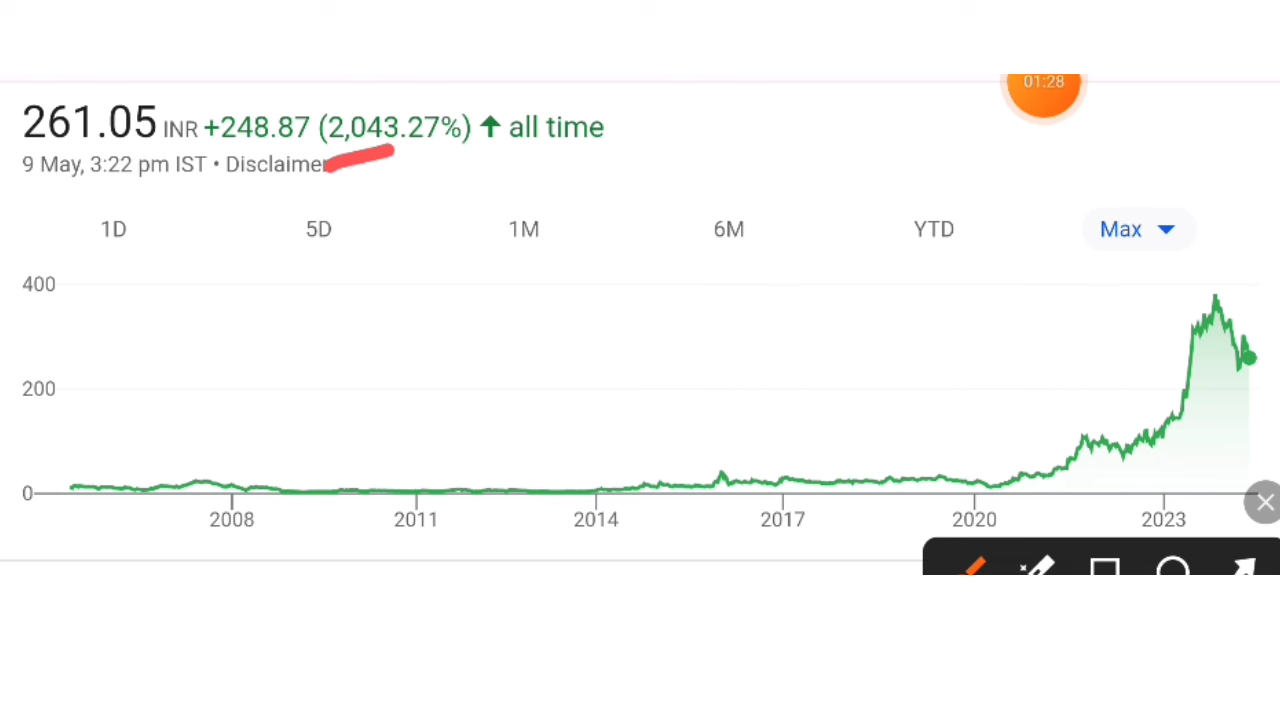 01:28
261.05 INR +248.87 (2,043.27%) ↑ all time
9 May, 3:22 pm IST • Disclaimer
1D 5D 1M 6M YTD Max
400
200
0
2008 2011 2014 2017 2020 2023